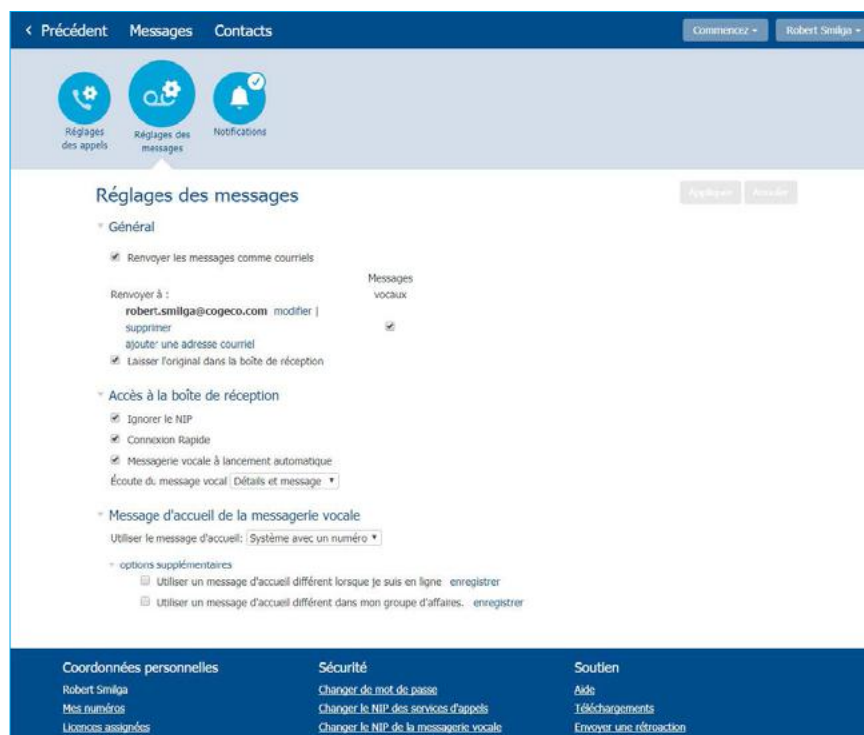 < Précédent Messages Contacts Commencez Robert Smilga
Réglages des appels
Réglages des messages
Notifications
Réglages des messages
Appliquer Annuler
Général
Renvoyer les messages comme courriels
Messages vocaux
Renvoyer à :
robert.smilga@cogeco.com modifier |
supprimer
ajouter une adresse courriel
Laisser l'original dans la boîte de réception
Accès à la boîte de réception
Ignorer le NIP
Connexion Rapide
Messagerie vocale à lancement automatique
Écoute du message vocal Détails et message
Message d'accueil de la messagerie vocale
Utiliser le message d'accueil: Système avec un numéro
options supplémentaires
Utiliser un message d'accueil différent lorsque je suis en ligne enregistrer
Utiliser un message d'accueil différent dans mon groupe d'affaires. enregistrer
Coordonnées personnelles
Robert Smilga
Mes numéros
Licences assignées
Sécurité
Changer de mot de passe
Changer le NIP des services d'appels
Changer le NIP de la messagerie vocale
Soutien
Aide
Téléchargements
Envoyer une rétroaction